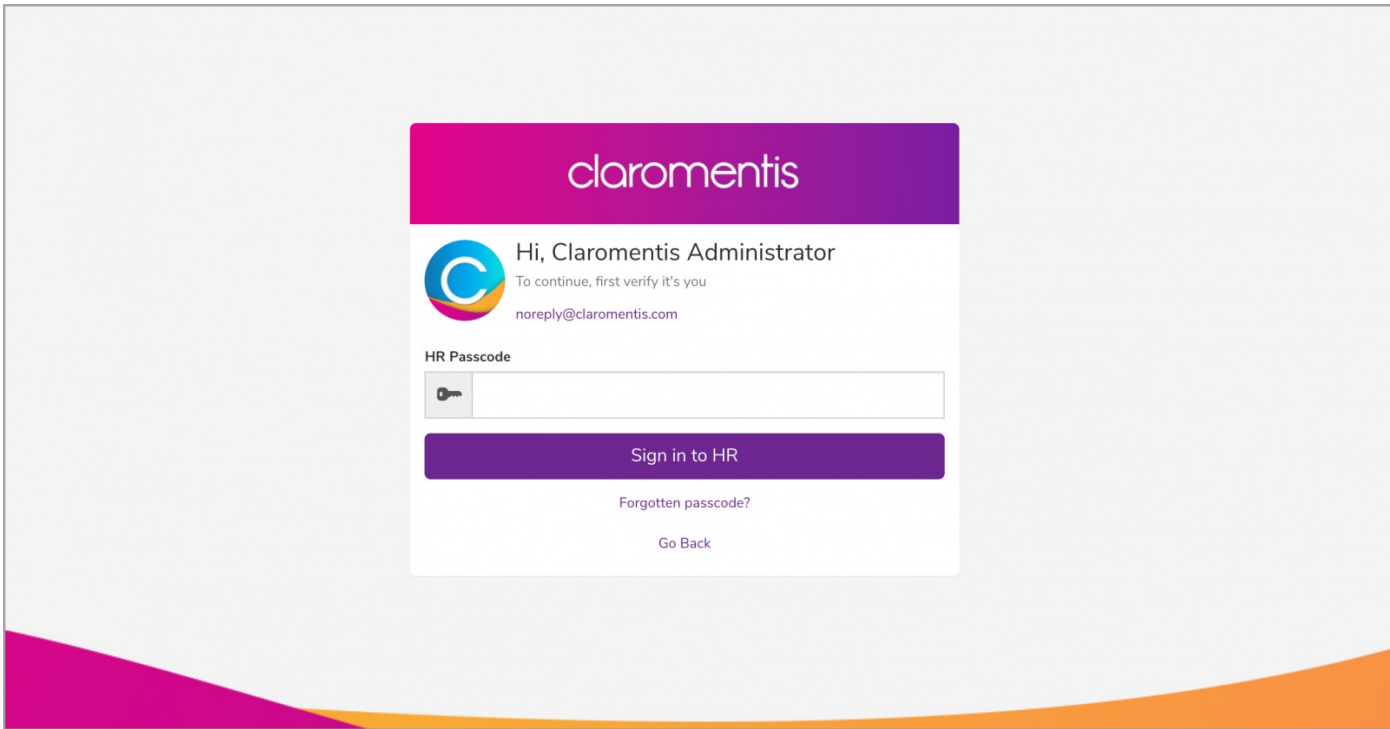 claromentis
Hi, Claromentis Administrator
To continue, first verify it's you
noreply@claromentis.com
HR Passcode
Sign in to HR
Forgotten passcode?
Go Back